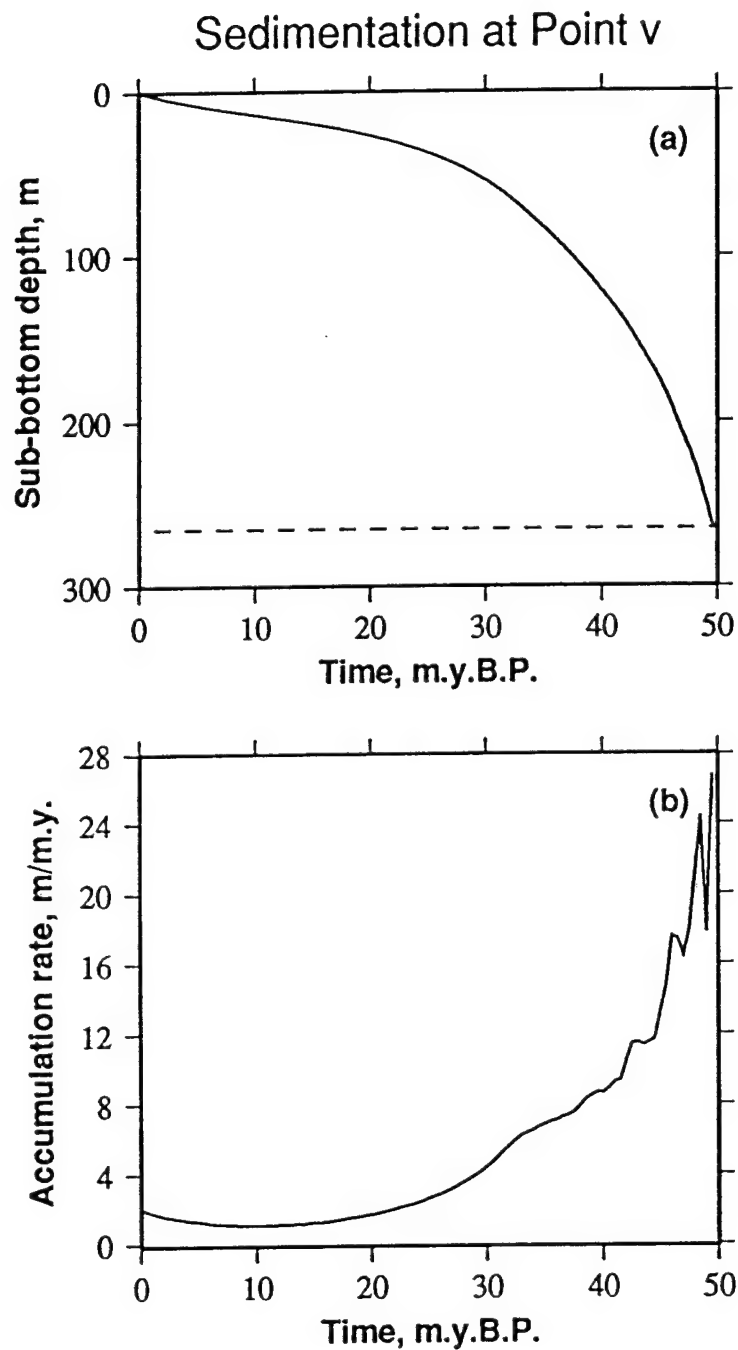 Sedimentation at Point v
(a)
Sub-bottom depth, m
0
100
200
300
0 10 20 30 40 50
Time, m.y.B.P.
(b)
Accumulation rate, m/m.y.
28
24
20
16
12
8
4
0
0 10 20 30 40 50
Time, m.y.B.P.